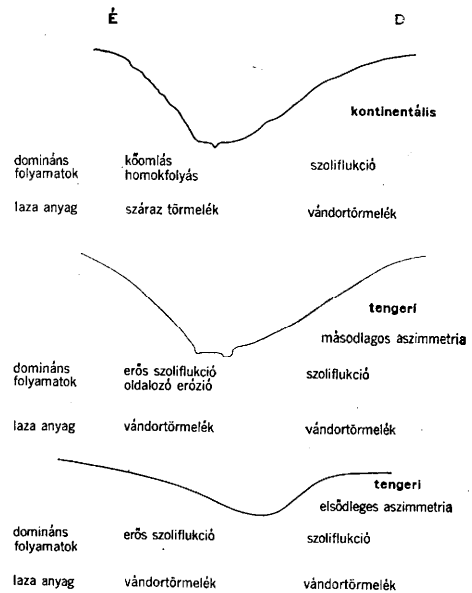 É D
kontinentális
domináns kőomlás szoliflukció
folyamatok homokfolyás
laza anyag száraz törmelék vándortörmelék
tengeri
másodlagos aszimmetria
domináns erős szoliflukció szoliflukció
folyamatok oldalozó erózió
laza anyag vándortörmelék vándortörmelék
tengeri
elsődleges aszimmetria
domináns erős szoliflukció szoliflukció
folyamatok
laza anyag vándortörmelék vándortörmelék